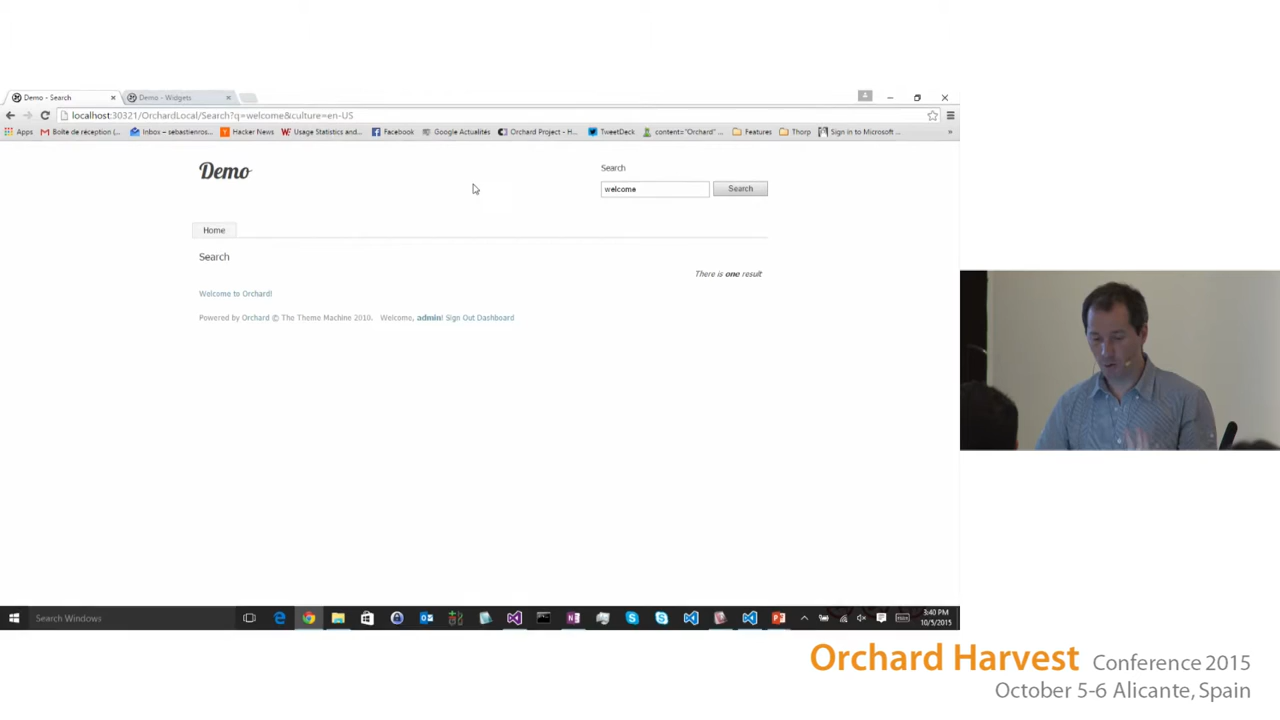 Demo - Search
Demo - Widgets
localhost:30321/OrchardLocal/Search?q=welcome&culture=en-US
Apps
Boîte de réception (...
Inbox – sebastienros...
Hacker News
Usage Statistics and...
Facebook
Google Actualités
Orchard Project - H...
TweetDeck
content="Orchard" ...
Features
Thorp
Sign in to Microsoft ...
Demo
Search
welcome
Search
Home
Search
There is one result
Welcome to Orchard!
Powered by Orchard © The Theme Machine 2010. Welcome, admin! Sign Out Dashboard
Search Windows
3:40 PM
10/5/2015
Orchard Harvest Conference 2015
October 5-6 Alicante, Spain